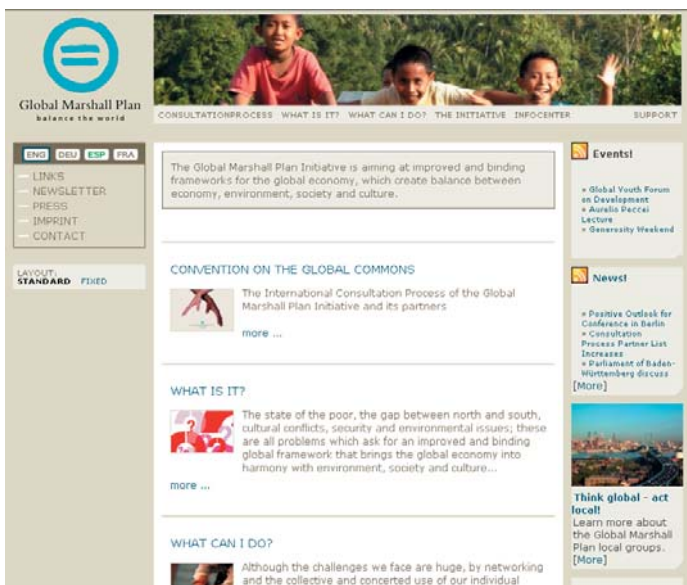 Global Marshall Plan
balance the world
CONSULTATIONPROCESS WHAT IS IT? WHAT CAN I DO? THE INITIATIVE INFOCENTER SUPPORT
ENG DEU ESP FRA
LINKS
NEWSLETTER
PRESS
IMPRINT
CONTACT
LAYOUT:
STANDARD FIXED
The Global Marshall Plan Initiative is aiming at improved and binding
frameworks for the global economy, which create balance between
economy, environment, society and culture.
CONVENTION ON THE GLOBAL COMMONS
The International Consultation Process of the Global
Marshall Plan Initiative and its partners
more ...
WHAT IS IT?
The state of the poor, the gap between north and south,
cultural conflicts, security and environmental issues; these
are all problems which ask for an improved and binding
global framework that brings the global economy into
harmony with environment, society and culture...
more ...
WHAT CAN I DO?
Although the challenges we face are huge, by networking
and the collective and concerted use of our individual
Events!
» Global Youth Forum
on Development
» Aurelio Peccei
Lecture
» Generosity Weekend
News!
» Positive Outlook for
Conference in Berlin
» Consultation
Process Partner List
Increases
» Parliament of Baden-
Württemberg discuss
[More]
Think global - act
local!
Learn more about
the Global Marshall
Plan local groups.
[More]